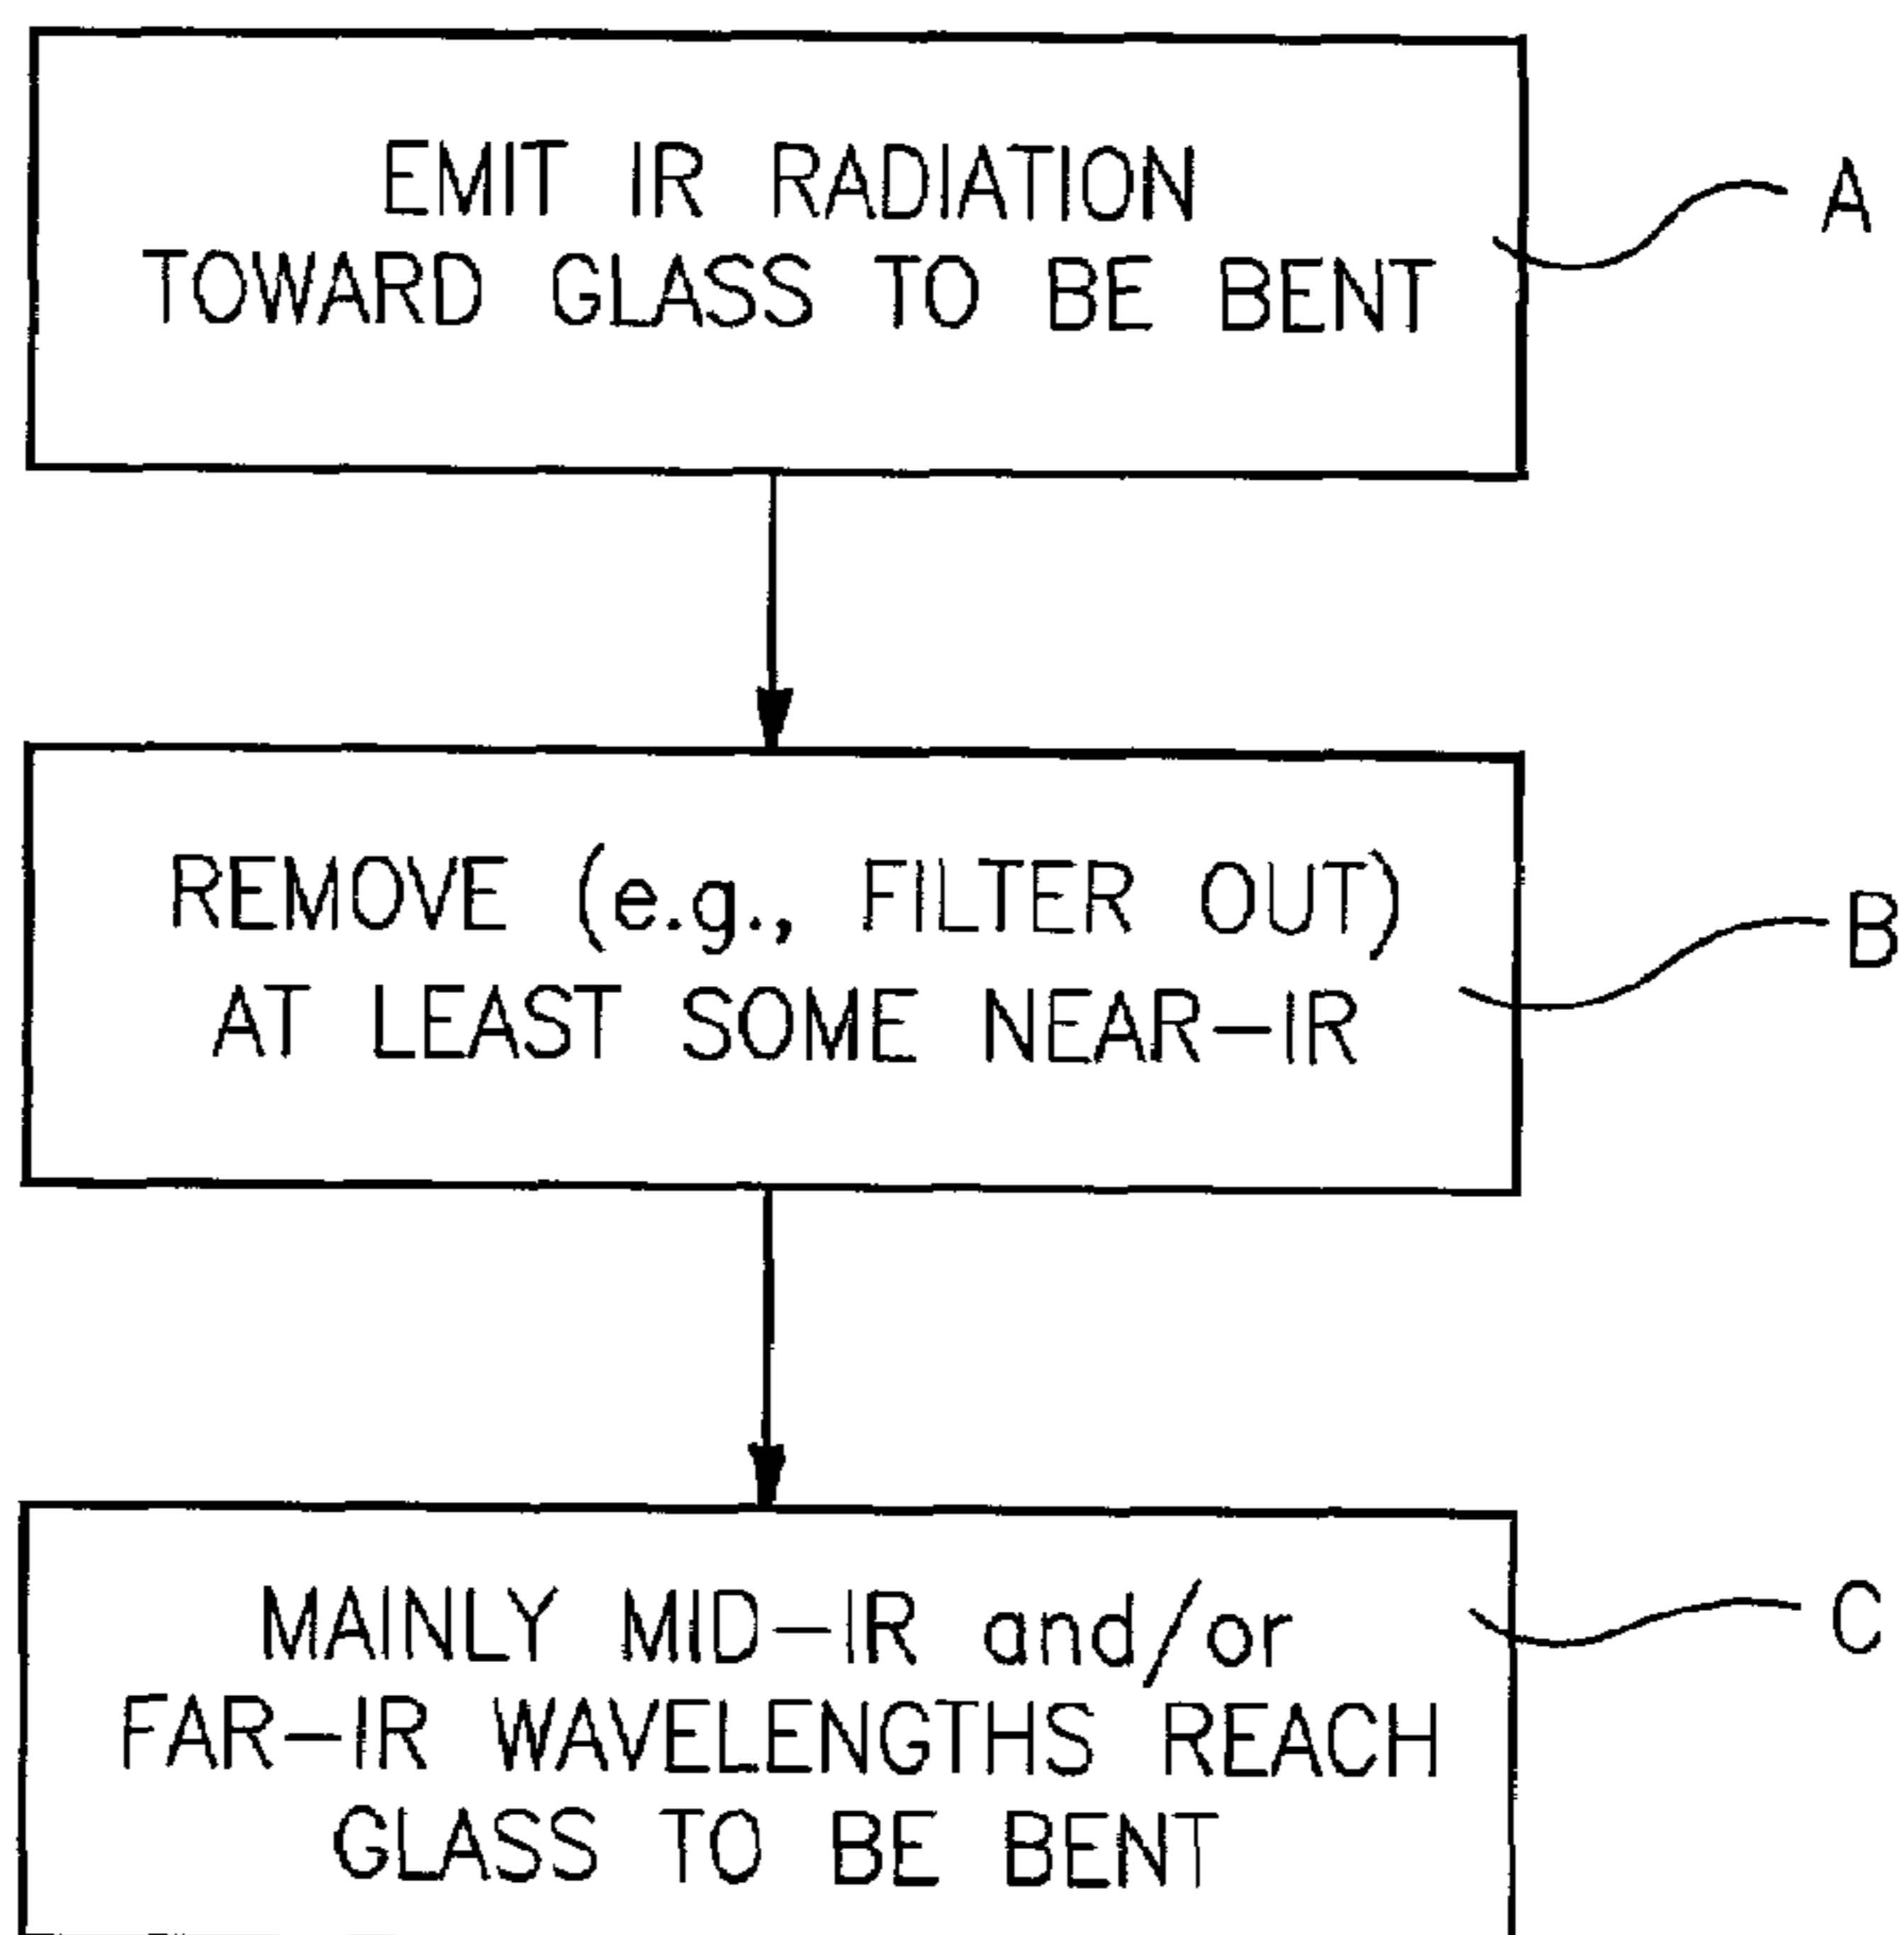 EMIT IR RADIATION
TOWARD GLASS TO BE BENT
A
REMOVE (e.g., FILTER OUT)
AT LEAST SOME NEAR-IR
B
MAINLY MID-IR and/or
FAR-IR WAVELENGTHS REACH
GLASS TO BE BENT
C